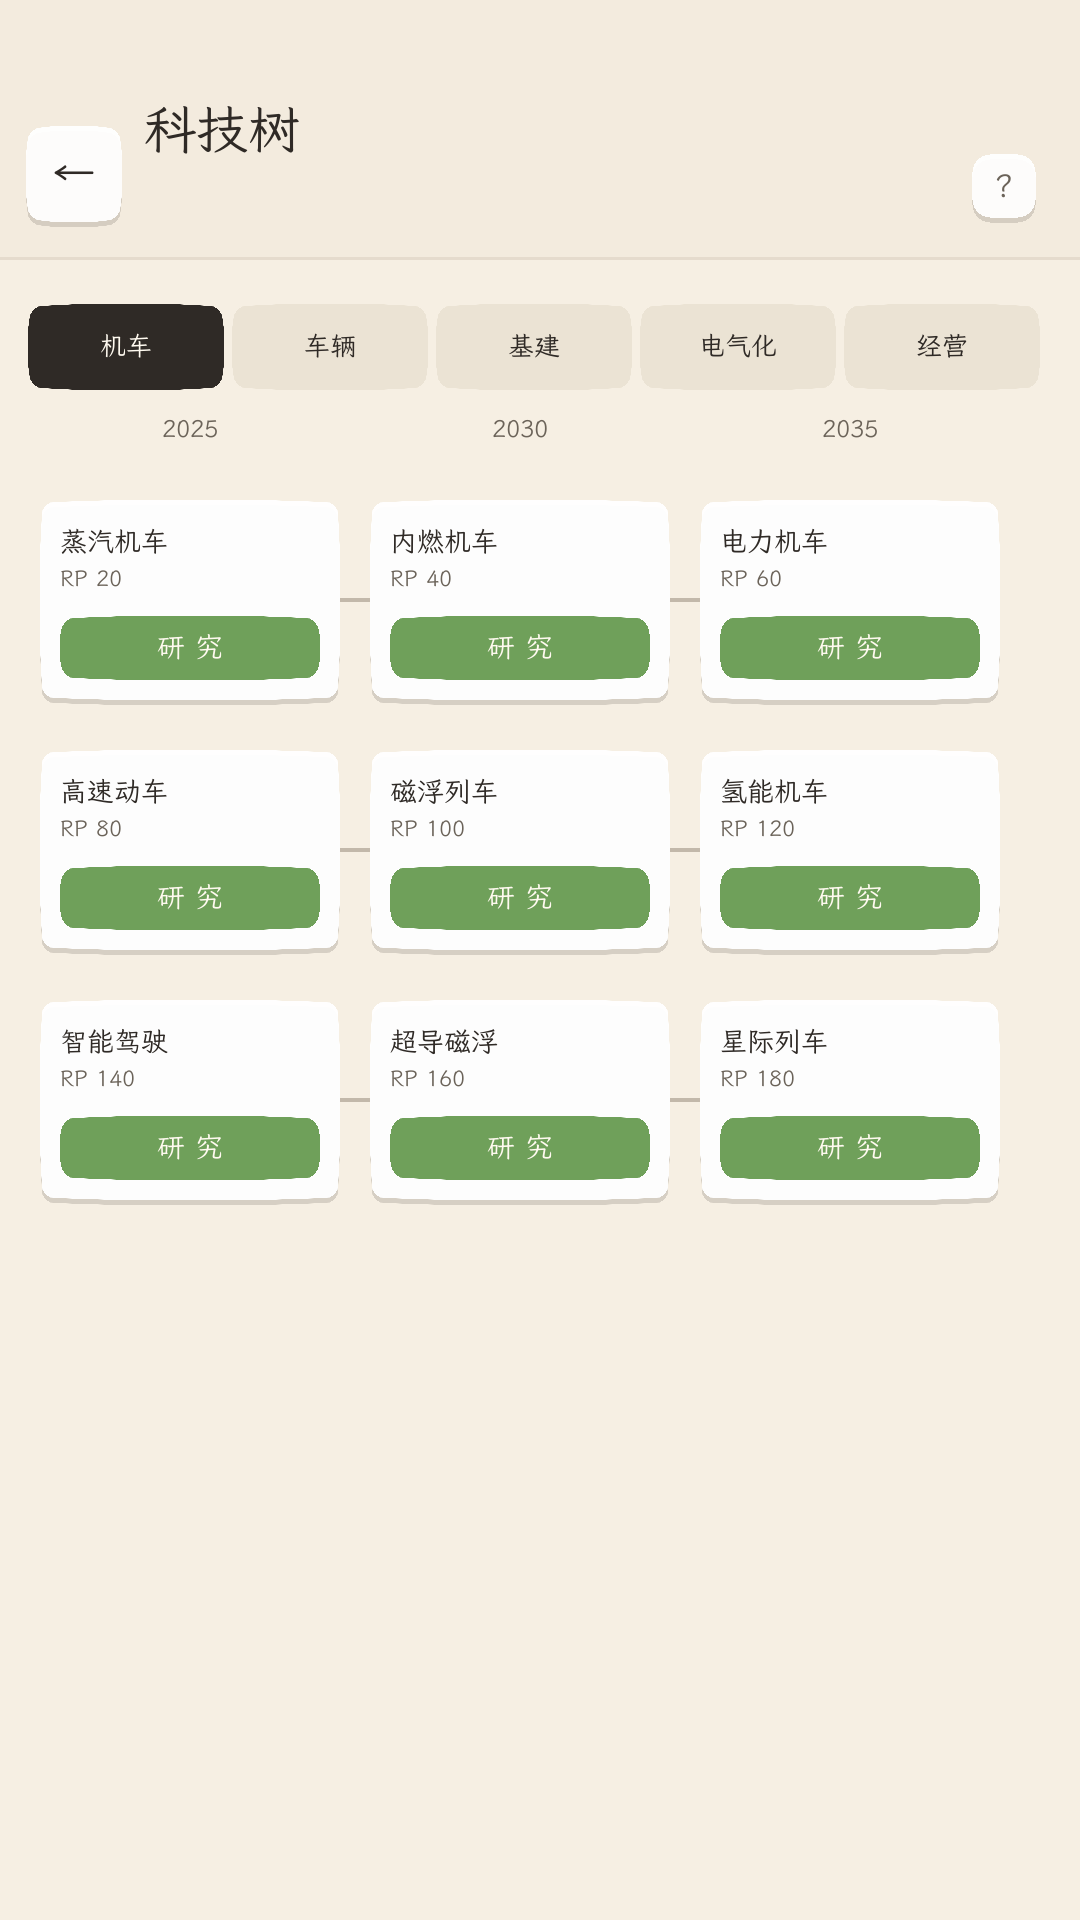 科技树
←
?
机车 车辆 基建 电气化 经营
2025 2030 2035
蒸汽机车
RP 20
研究
内燃机车
RP 40
研究
电力机车
RP 60
研究
高速动车
RP 80
研究
磁浮列车
RP 100
研究
氢能机车
RP 120
研究
智能驾驶
RP 140
研究
超导磁浮
RP 160
研究
星际列车
RP 180
研究